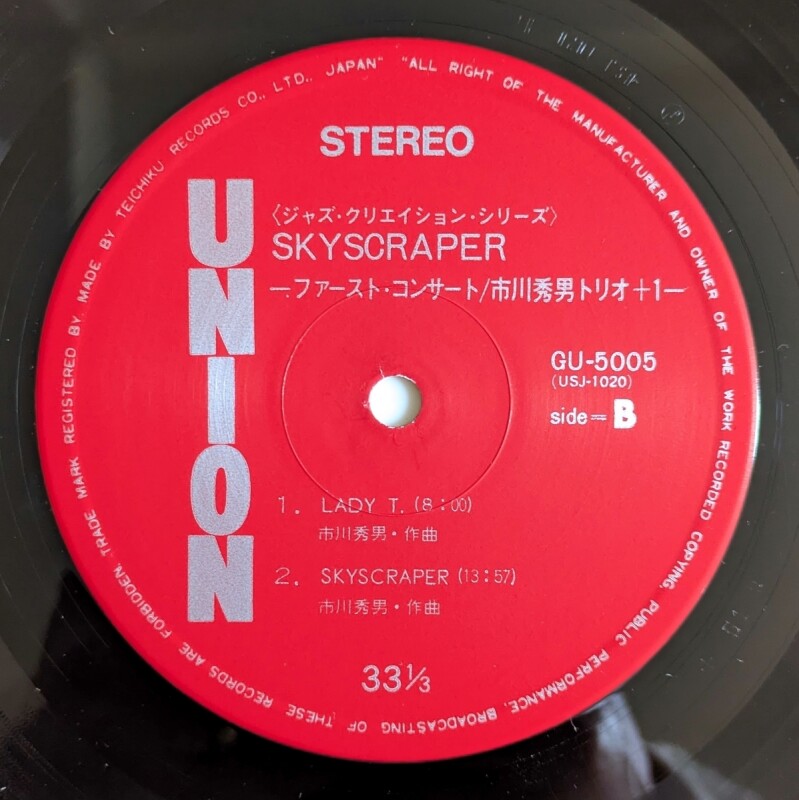 STEREO
UNION
〈ジャズ・クリエイション・シリーズ〉
SKYSCRAPER
―ファースト・コンサート/市川秀男トリオ+1―
GU-5005
(USJ-1020)
side=B
1. LADY T. (8:00)
市川秀男・作曲
2. SKYSCRAPER (13:57)
市川秀男・作曲
33⅓
"ALL RIGHT OF THE MANUFACTURER AND OWNER OF THE WORK RECORDED COPYING, PUBLIC PERFORMANCE, BROADCASTING OF THESE RECORDS ARE FORBIDDEN, TRADE MARK REGISTERED BY, MADE BY TEICHIKU RECORDS CO., LTD., JAPAN"